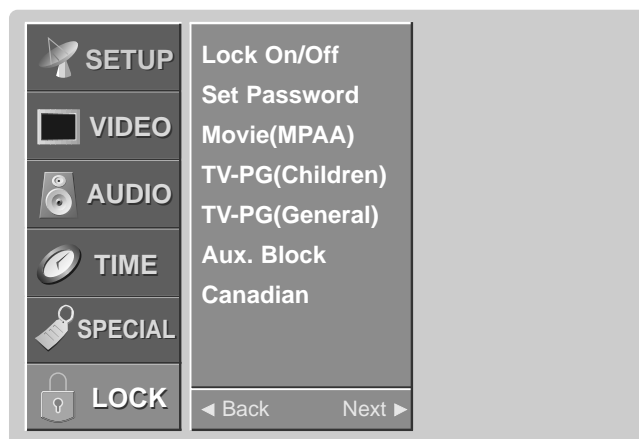 SETUP
VIDEO
AUDIO
TIME
SPECIAL
LOCK
Lock On/Off
Set Password
Movie(MPAA)
TV-PG(Children)
TV-PG(General)
Aux. Block
Canadian
◄ Back Next ►